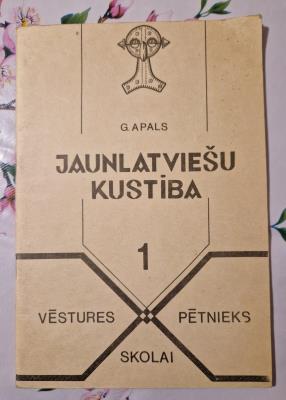 G. APALS
JAUNLATVIEŠU
KUSTĪBA
1
VĒSTURES PĒTNIEKS
SKOLAI